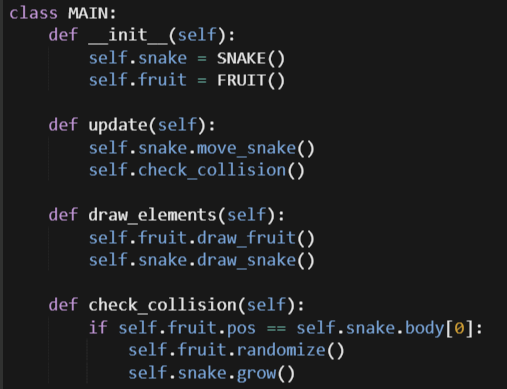 class MAIN:
    def __init__(self):
        self.snake = SNAKE()
        self.fruit = FRUIT()

    def update(self):
        self.snake.move_snake()
        self.check_collision()

    def draw_elements(self):
        self.fruit.draw_fruit()
        self.snake.draw_snake()

    def check_collision(self):
        if self.fruit.pos == self.snake.body[0]:
            self.fruit.randomize()
            self.snake.grow()